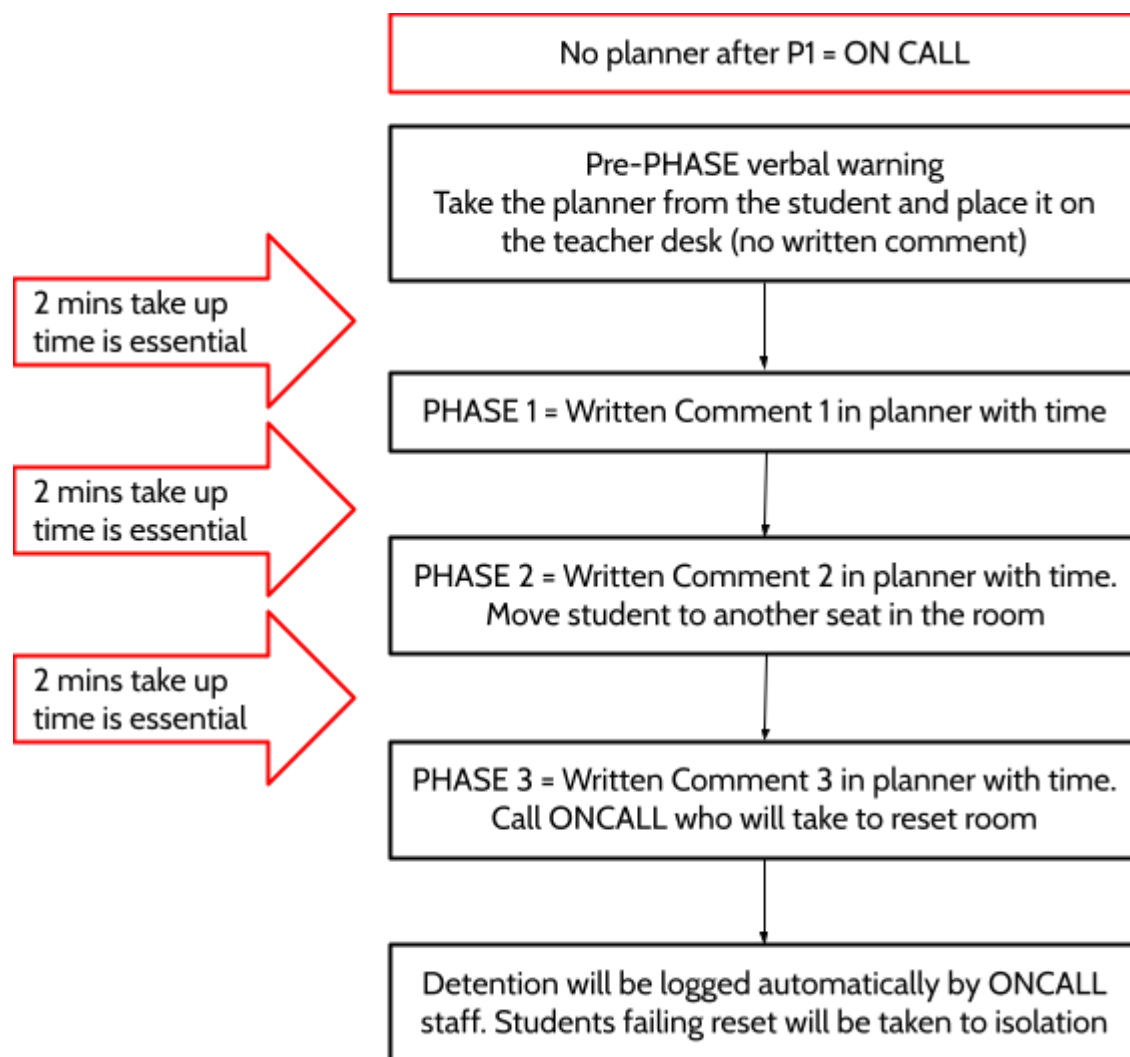 No planner after P1 = ON CALL
Pre-PHASE verbal warning
Take the planner from the student and place it on
the teacher desk (no written comment)
2 mins take up
time is essential
PHASE 1 = Written Comment 1 in planner with time
2 mins take up
time is essential
PHASE 2 = Written Comment 2 in planner with time.
Move student to another seat in the room
2 mins take up
time is essential
PHASE 3 = Written Comment 3 in planner with time.
Call ONCALL who will take to reset room
Detention will be logged automatically by ONCALL
staff. Students failing reset will be taken to isolation